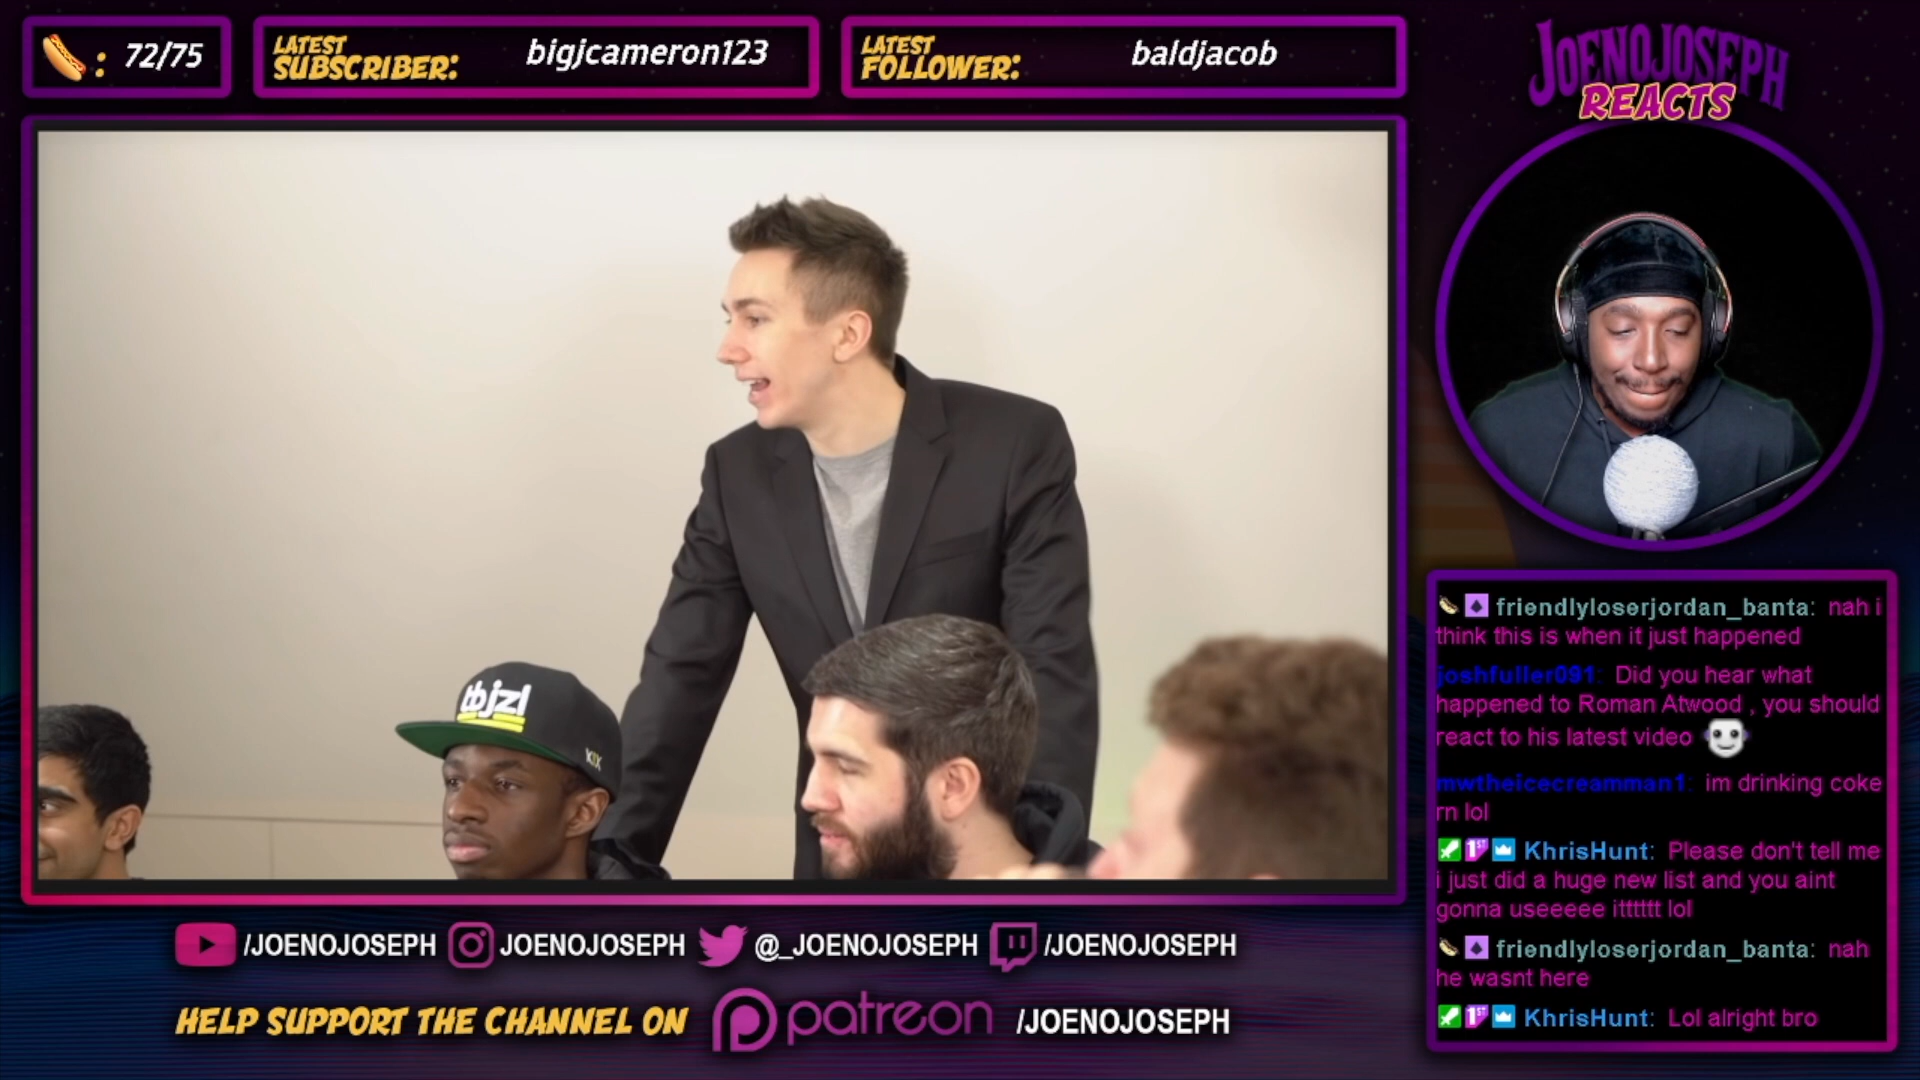 : 72/75
LATEST SUBSCRIBER: bigjcameron123
LATEST FOLLOWER: baldjacob
JOENOJOSEPH
REACTS
tbjzl
KIX
friendlyloserjordan_banta: nah i
think this is when it just happened
joshfuller091: Did you hear what
happened to Roman Atwood , you should
react to his latest video
mwtheicecreamman1: im drinking coke
rn lol
1ST KhrisHunt: Please don't tell me
i just did a huge new list and you aint
gonna useeeee itttttt lol
friendlyloserjordan_banta: nah
he wasnt here
1ST KhrisHunt: Lol alright bro
/JOENOJOSEPH JOENOJOSEPH @_JOENOJOSEPH /JOENOJOSEPH
HELP SUPPORT THE CHANNEL ON patreon /JOENOJOSEPH